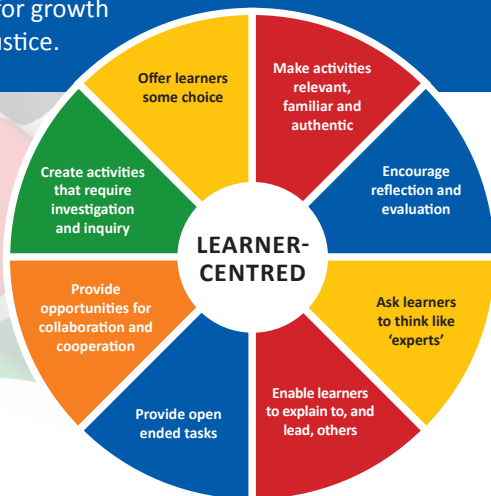 for growth
ustice.
Offer learners
some choice
Make activities
relevant,
familiar and
authentic
Encourage
reflection and
evaluation
Ask learners
to think like
‘experts’
Enable learners
to explain to, and
lead, others
Provide open
ended tasks
Provide
opportunities for
collaboration and
cooperation
Create activities
that require
investigation
and inquiry
LEARNER-
CENTRED